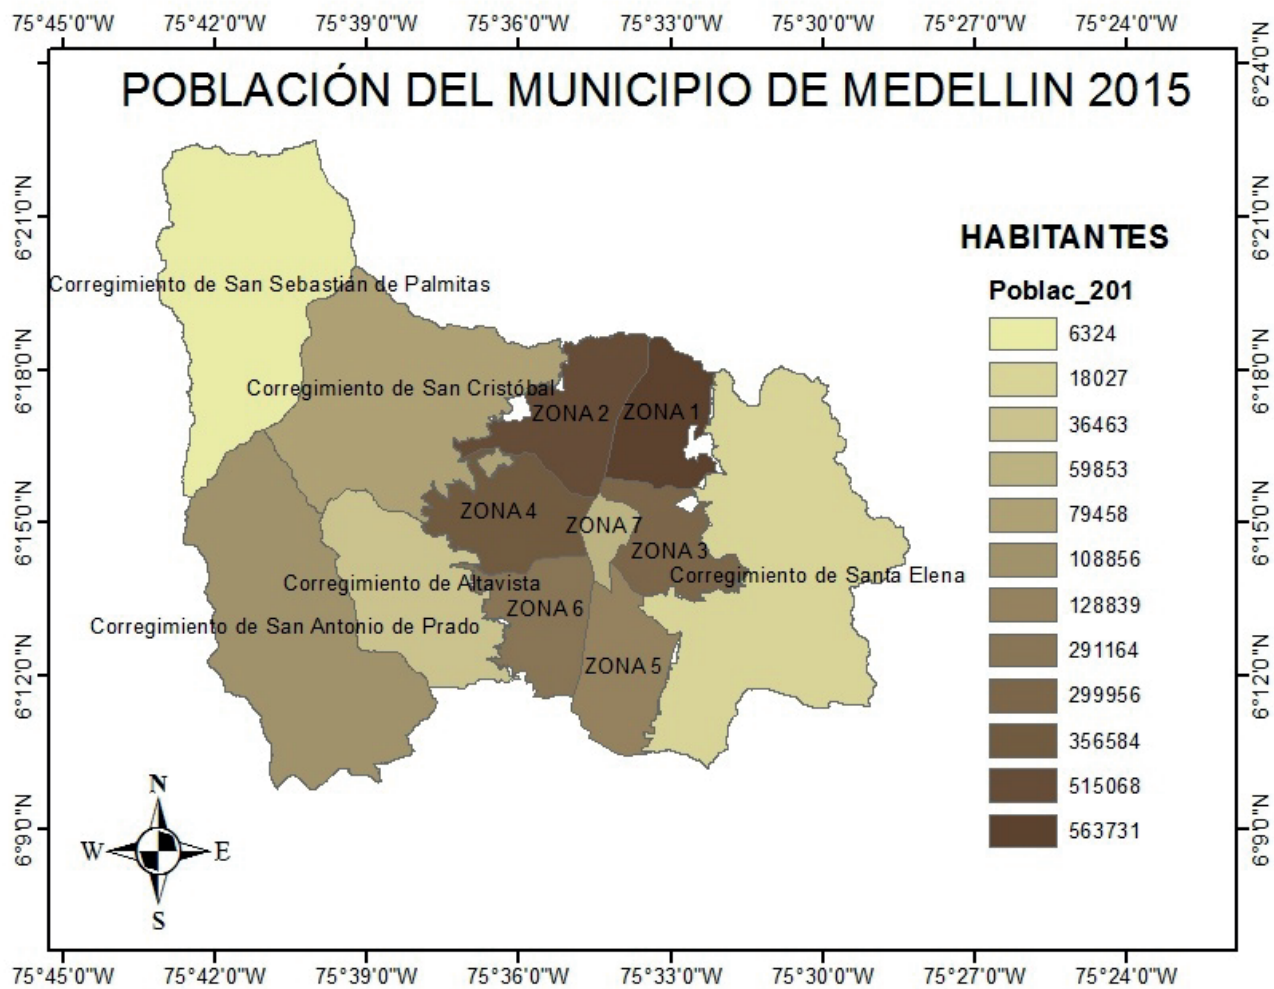 75°45'0"W 75°42'0"W 75°39'0"W 75°36'0"W 75°33'0"W 75°30'0"W 75°27'0"W 75°24'0"W
6°24'0"N
POBLACIÓN DEL MUNICIPIO DE MEDELLIN 2015
6°21'0"N
6°21'0"N
HABITANTES
Corregimiento de San Sebastián de Palmitas
Poblac_201
6324
6°18'0"N
6°18'0"N
18027
Corregimiento de San Cristóbal
ZONA 2
ZONA 1
36463
59853
ZONA 4
ZONA 7
79458
6°15'0"N
6°15'0"N
ZONA 3
108856
Corregimiento de Altavista
Corregimiento de Santa Elena
ZONA 6
128839
Corregimiento de San Antonio de Prado
291164
ZONA 5
6°12'0"N
6°12'0"N
299956
356584
N
515068
6°9'0"N
6°9'0"N
563731
W
E
S
75°45'0"W 75°42'0"W 75°39'0"W 75°36'0"W 75°33'0"W 75°30'0"W 75°27'0"W 75°24'0"W